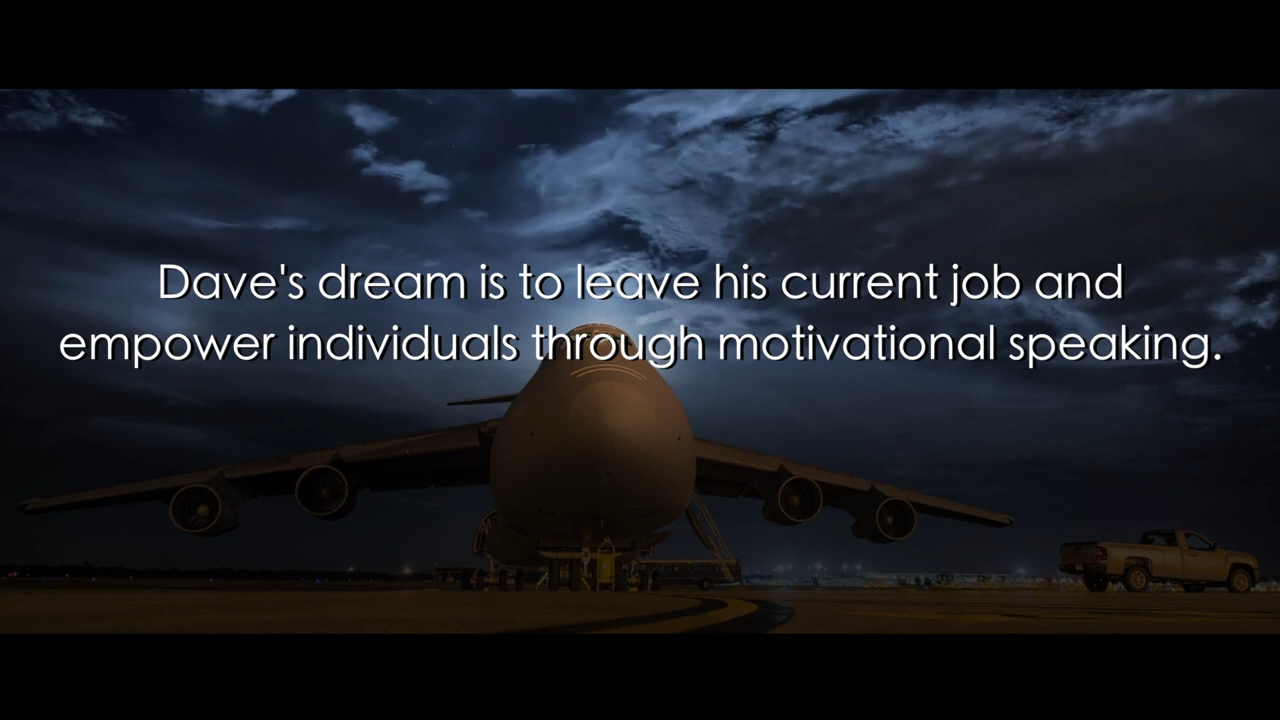 Dave's dream is to leave his current job and
empower individuals through motivational speaking.